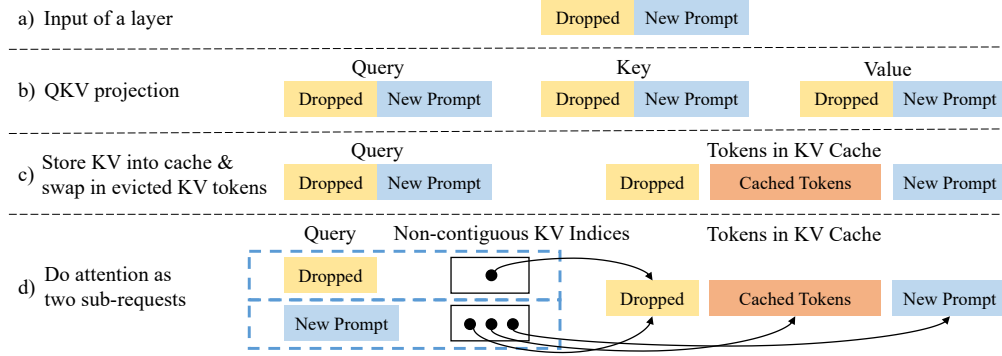 a) Input of a layer
Dropped New Prompt
Query Key Value
b) QKV projection
Dropped New Prompt Dropped New Prompt Dropped New Prompt
Query Tokens in KV Cache
c) Store KV into cache &
swap in evicted KV tokens
Dropped New Prompt Dropped Cached Tokens New Prompt
Query Non-contiguous KV Indices Tokens in KV Cache
d) Do attention as
two sub-requests
Dropped
New Prompt
Dropped Cached Tokens New Prompt